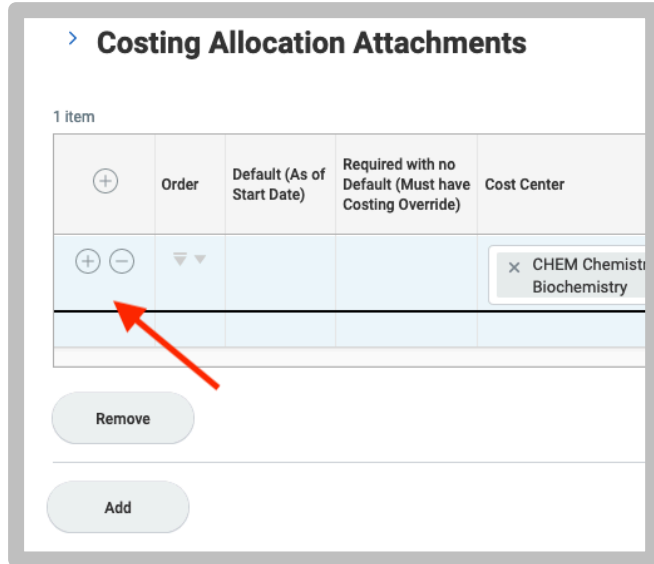 Costing Allocation Attachments
1 item
Order
Default (As of
Start Date)
Required with no
Default (Must have
Costing Override)
Cost Center
CHEM Chemistr
Biochemistry
Remove
Add